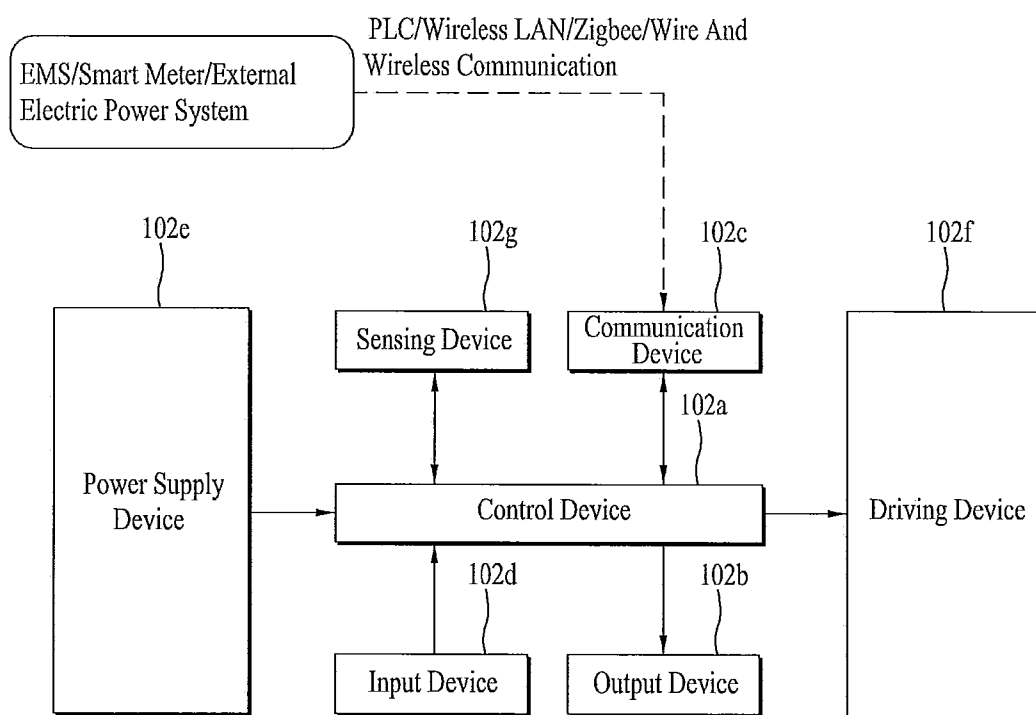 PLC/Wireless LAN/Zigbee/Wire And
Wireless Communication
EMS/Smart Meter/External
Electric Power System
102e
102g
102c
102f
Sensing Device
Communication
Device
102a
Power Supply
Device
Control Device
Driving Device
102d
102b
Input Device
Output Device